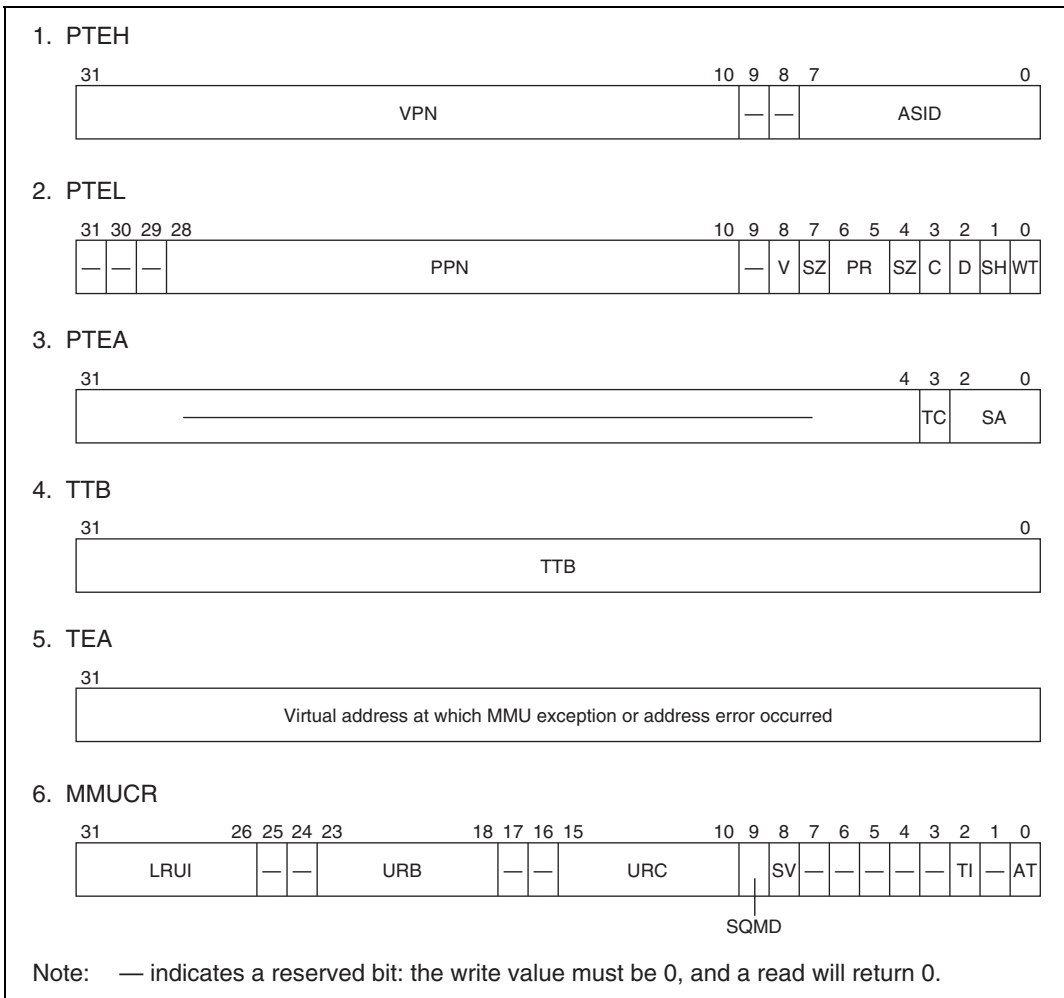 1. PTEH
31 10 9 8 7 0
VPN — — ASID
2. PTEL
31 30 29 28 10 9 8 7 6 5 4 3 2 1 0
— — — PPN — V SZ PR SZ C D SH WT
3. PTEA
31 4 3 2 0
— TC SA
4. TTB
31 0
TTB
5. TEA
31
Virtual address at which MMU exception or address error occurred
6. MMUCR
31 26 25 24 23 18 17 16 15 10 9 8 7 6 5 4 3 2 1 0
LRUI — — URB — — URC SV — — — — — TI — AT
SQMD
Note: — indicates a reserved bit: the write value must be 0, and a read will return 0.